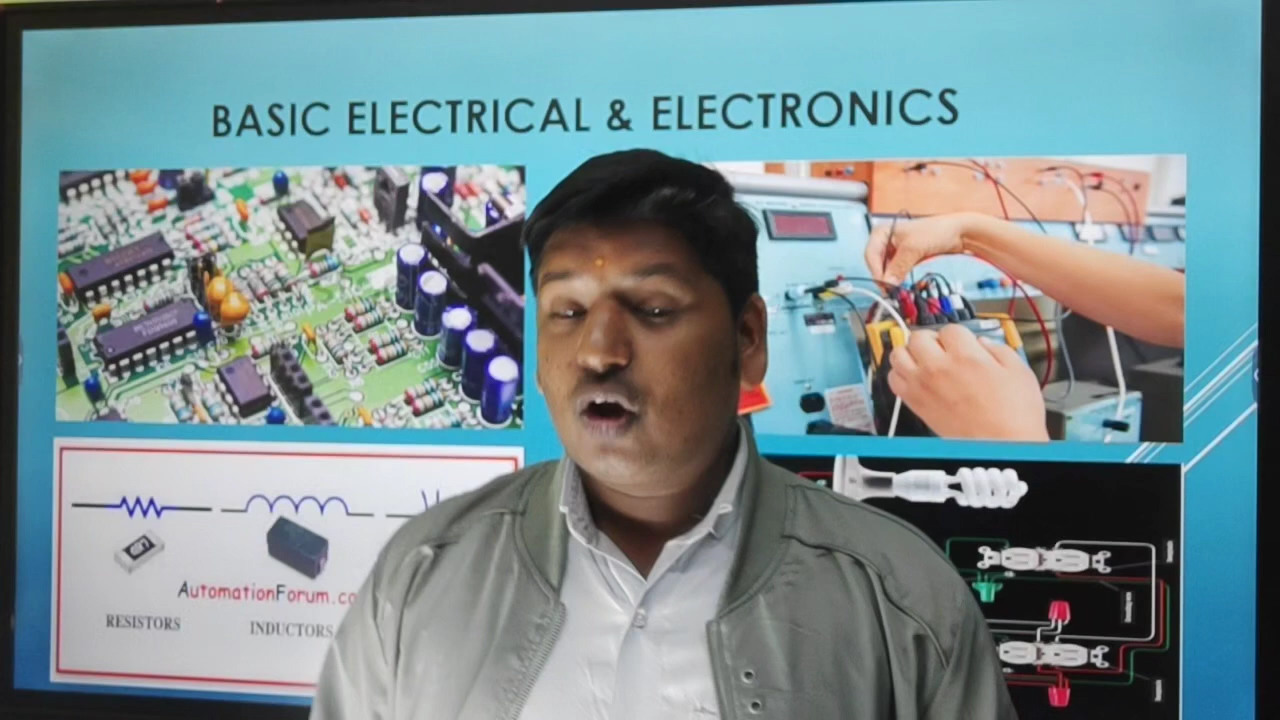 BASIC ELECTRICAL & ELECTRONICS
AutomationForum.co
RESISTORS
INDUCTORS